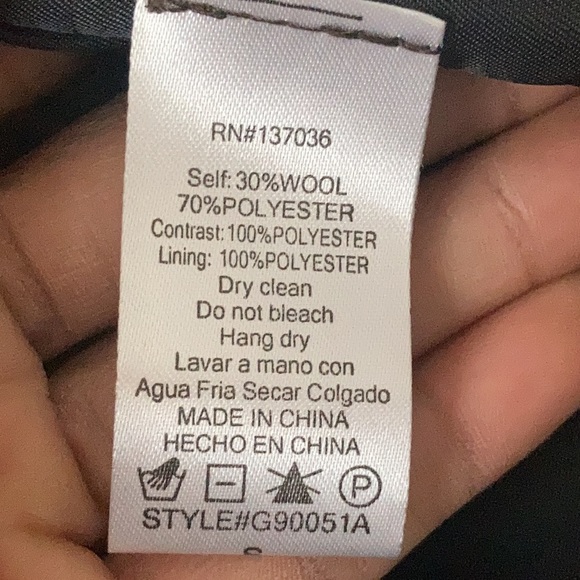 RN#137036
Self: 30%WOOL
70%POLYESTER
Contrast: 100%POLYESTER
Lining: 100%POLYESTER
Dry clean
Do not bleach
Hang dry
Lavar a mano con
Agua Fria Secar Colgado
MADE IN CHINA
HECHO EN CHINA
P
STYLE#G90051A